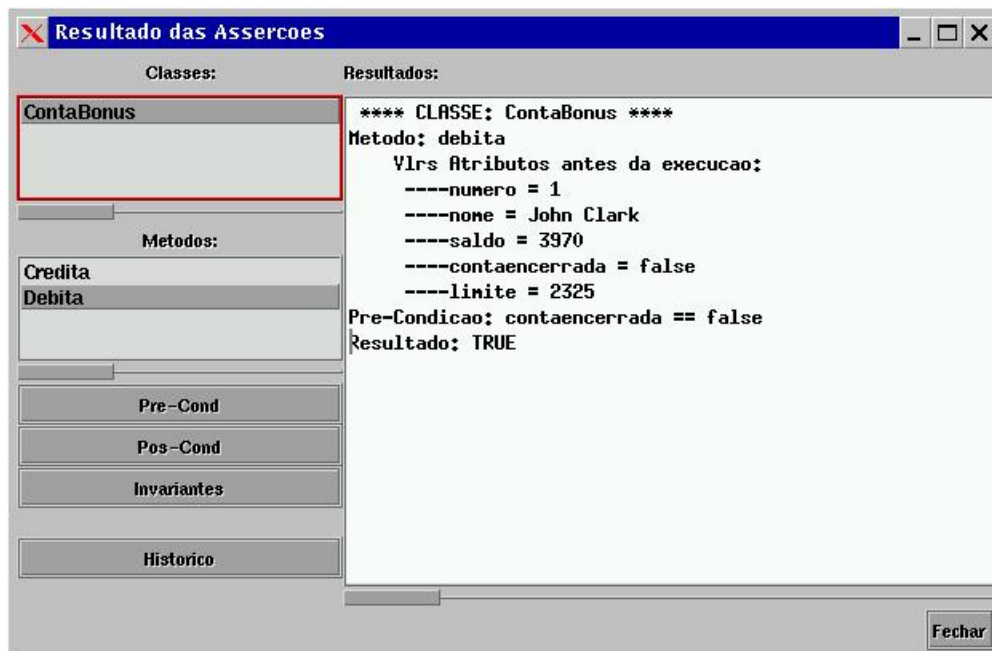 Resultado das Assercoes
Classes:
Resultados:
ContaBonus
Metodos:
Credita
Debita
Pre-Cond
Pos-Cond
Invariantes
Historico
**** CLASSE: ContaBonus ****
Metodo: debita
Vlrs Atributos antes da execucao:
----numero = 1
----nome = John Clark
----saldo = 3970
----contaencerrada = false
----limite = 2325
Pre-Condicao: contaencerrada == false
Resultado: TRUE
Fechar